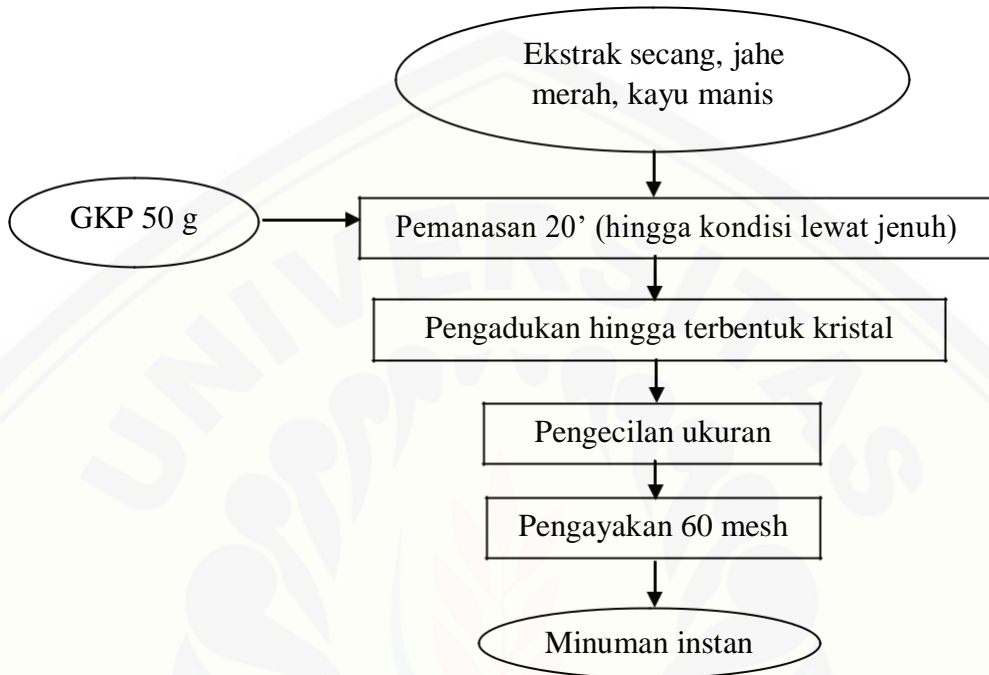 Ekstrak secang, jahe
merah, kayu manis
GKP 50 g
Pemanasan 20’ (hingga kondisi lewat jenuh)
Pengadukan hingga terbentuk kristal
Pengecilan ukuran
Pengayakan 60 mesh
Minuman instan
UNIVERSITAS